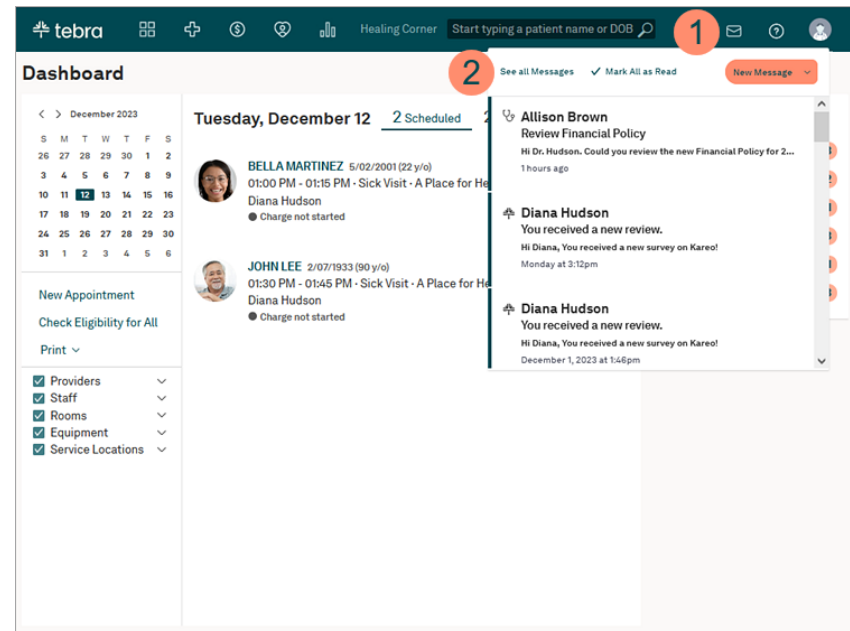 tebra
Healing Corner
Start typing a patient name or DOB
1
Dashboard
2
See all Messages
Mark All as Read
New Message
December 2023
S M T W T F S
26 27 28 29 30 1 2
3 4 5 6 7 8 9
10 11 12 13 14 15 16
17 18 19 20 21 22 23
24 25 26 27 28 29 30
31 1 2 3 4 5 6
New Appointment
Check Eligibility for All
Print
Providers
Staff
Rooms
Equipment
Service Locations
Tuesday, December 12
2 Scheduled
BELLA MARTINEZ 5/02/2001 (22 y/o)
01:00 PM - 01:15 PM · Sick Visit · A Place for He
Diana Hudson
Charge not started
JOHN LEE 2/07/1933 (90 y/o)
01:30 PM - 01:45 PM · Sick Visit · A Place for He
Diana Hudson
Charge not started
Allison Brown
Review Financial Policy
Hi Dr. Hudson. Could you review the new Financial Policy for 2...
1 hours ago
Diana Hudson
You received a new review.
Hi Diana, You received a new survey on Kareo!
Monday at 3:12pm
Diana Hudson
You received a new review.
Hi Diana, You received a new survey on Kareo!
December 1, 2023 at 1:46pm